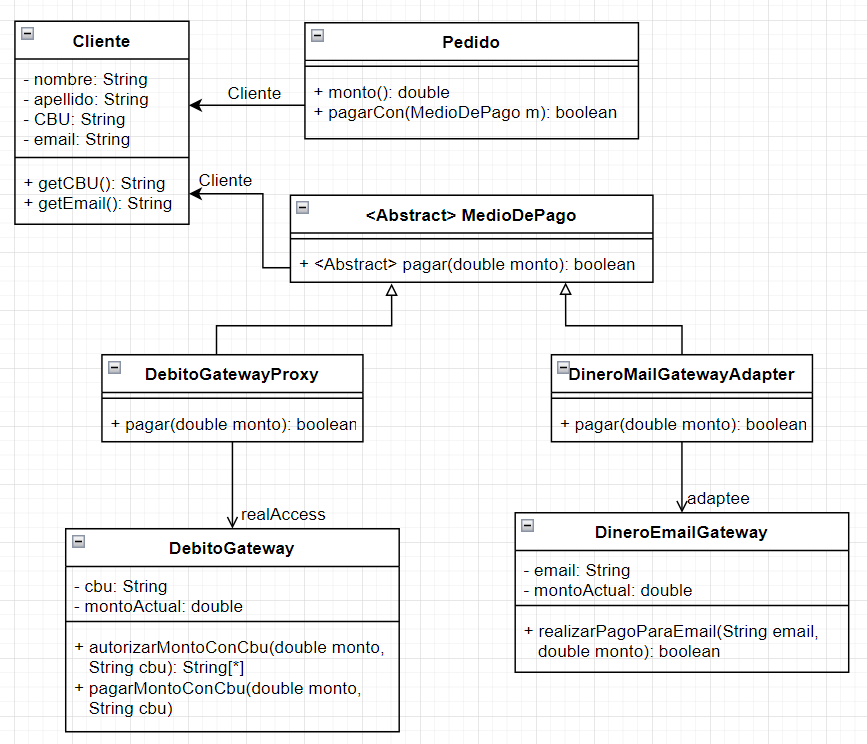 Cliente
- nombre: String
- apellido: String
- CBU: String
- email: String
+ getCBU(): String
+ getEmail(): String
Cliente
Pedido
+ monto(): double
+ pagarCon(MedioDePago m): boolean
Cliente
<Abstract> MedioDePago
+ <Abstract> pagar(double monto): boolean
DebitoGatewayProxy
+ pagar(double monto): boolean
DineroMailGatewayAdapter
+ pagar(double monto): boolean
realAccess
adaptee
DebitoGateway
- cbu: String
- montoActual: double
+ autorizarMontoConCbu(double monto,
String cbu): String[*]
+ pagarMontoConCbu(double monto,
String cbu)
DineroEmailGateway
- email: String
- montoActual: double
+ realizarPagoParaEmail(String email,
double monto): boolean